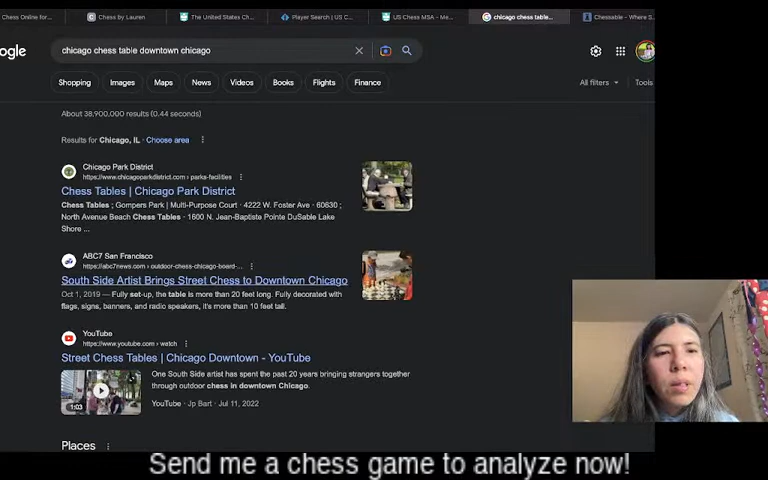 Chess Online for...
Chess by Lauren
The United States Ch...
Player Search | US C...
US Chess MSA - Me...
chicago chess table...
Chessable - Where S...
ogle
chicago chess table downtown chicago
Shopping
Images
Maps
News
Videos
Books
Flights
Finance
All filters
Tools
About 38,900,000 results (0.44 seconds)
Results for Chicago, IL · Choose area
Chicago Park District
https://www.chicagoparkdistrict.com › parks-facilities
Chess Tables | Chicago Park District
Chess Tables ; Gompers Park | Multi-Purpose Court · 4222 W. Foster Ave · 60630 ;
North Avenue Beach Chess Tables · 1600 N. Jean-Baptiste Pointe DuSable Lake
Shore ...
ABC7 San Francisco
https://abc7news.com › outdoor-chess-chicago-board-...
South Side Artist Brings Street Chess to Downtown Chicago
Oct 1, 2019 — Fully set-up, the table is more than 20 feet long. Fully decorated with
flags, signs, banners, and radio speakers, it's more than 10 feet tall.
YouTube
https://www.youtube.com › watch
Street Chess Tables | Chicago Downtown - YouTube
One South Side artist has spent the past 20 years bringing strangers together
through outdoor chess in downtown Chicago.
1:03
YouTube · Jp Bart · Jul 11, 2022
Places
Send me a chess game to analyze now!